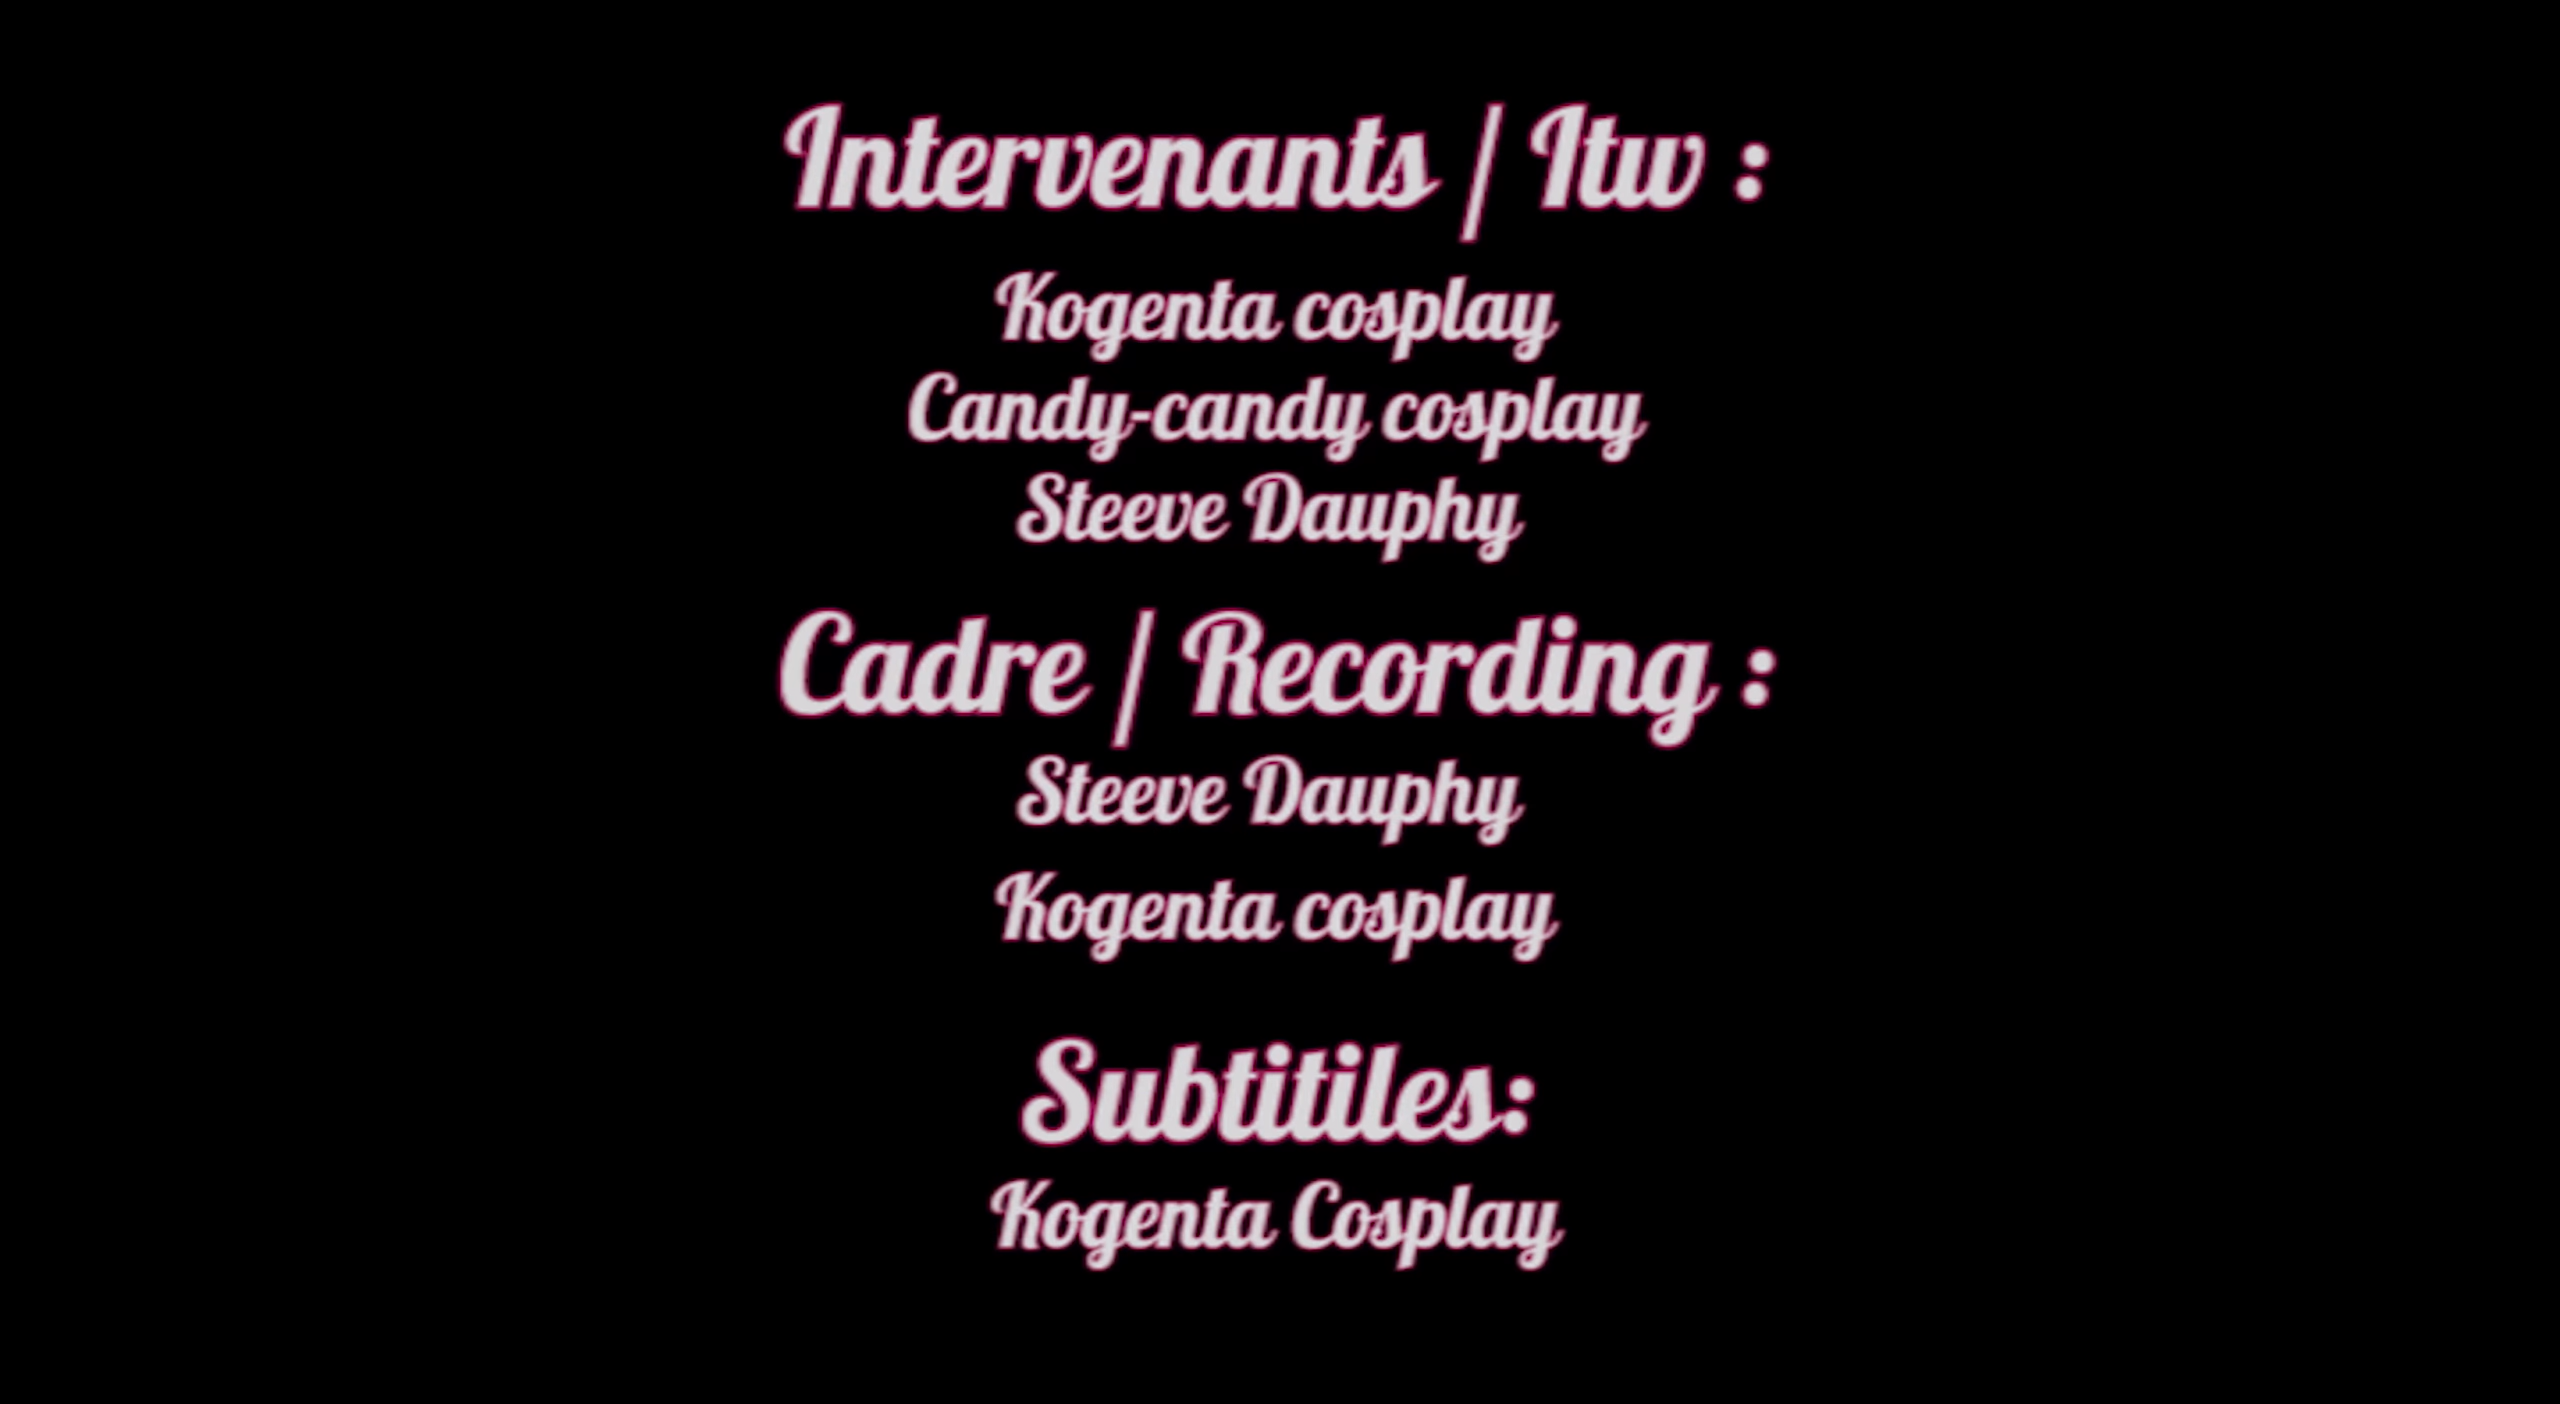 Intervenants / Itw :
Kogenta cosplay
Candy-candy cosplay
Steeve Dauphy
Cadre / Recording :
Steeve Dauphy
Kogenta cosplay
Subtitiles:
Kogenta Cosplay